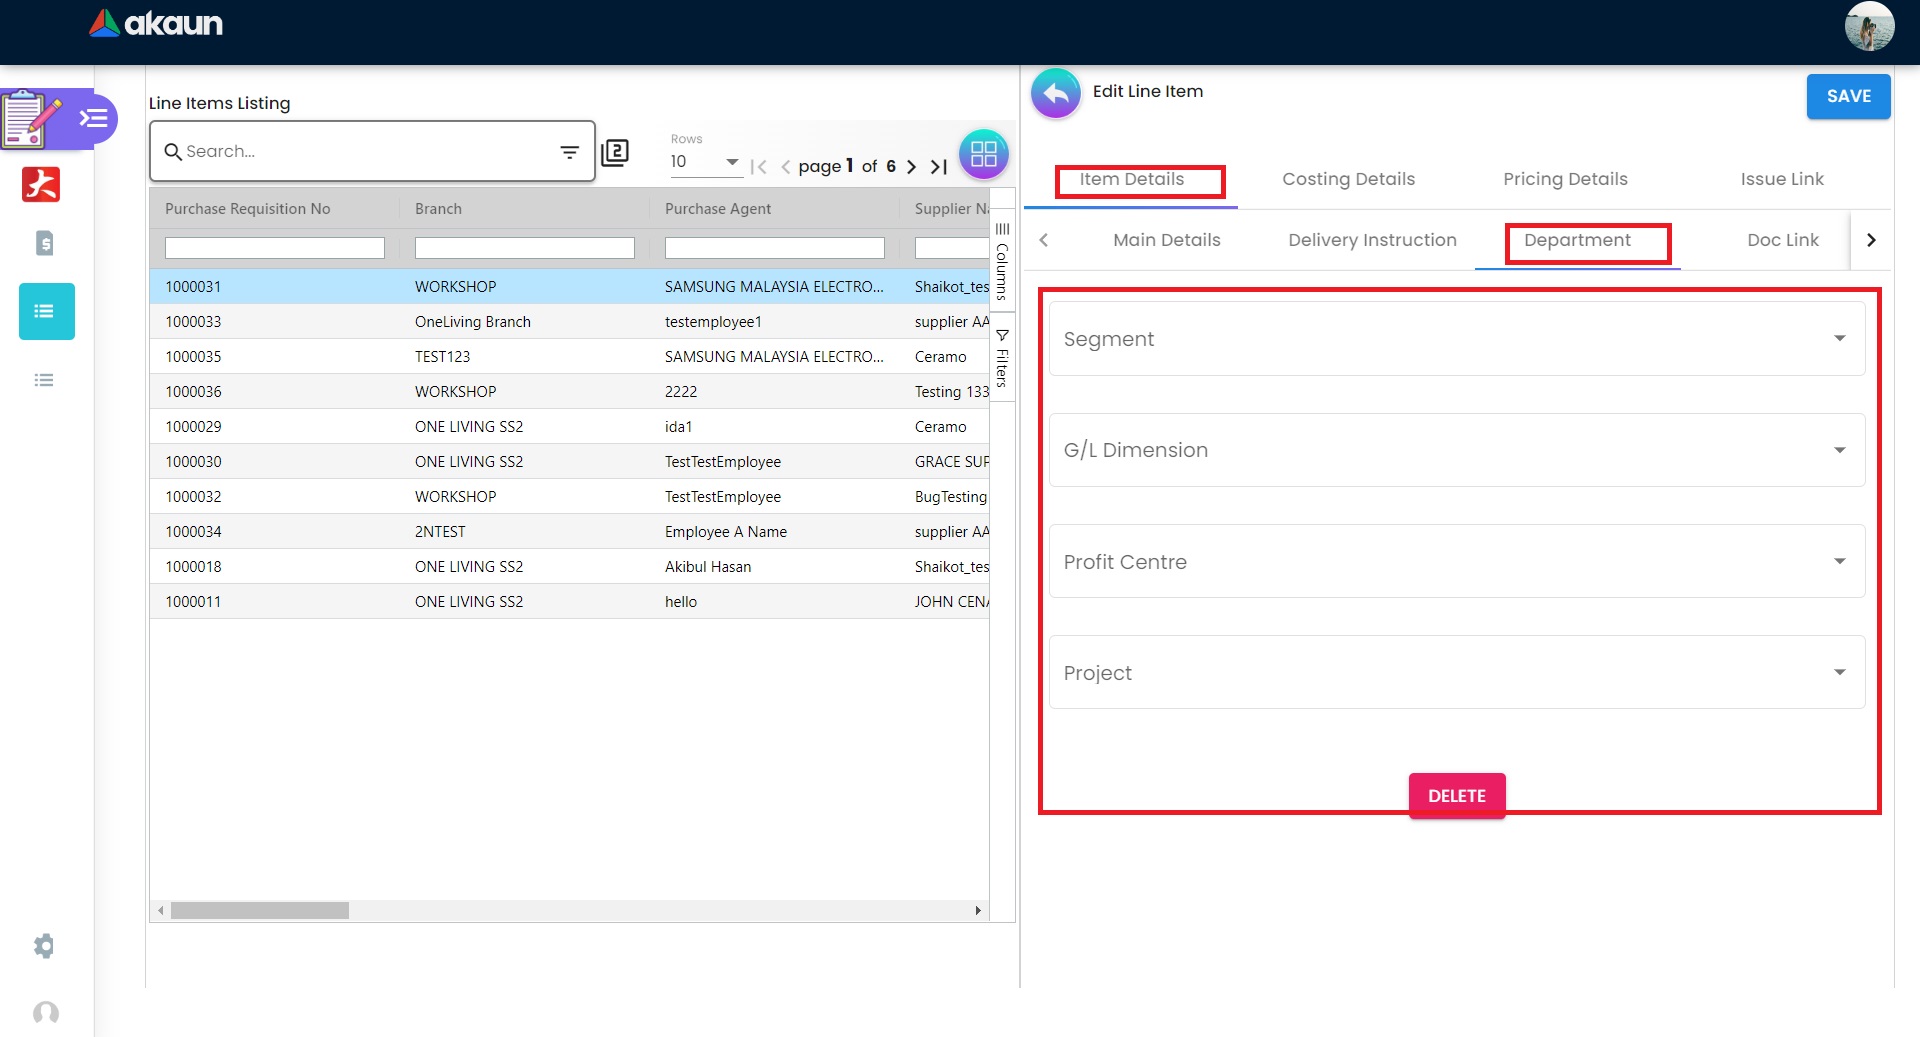 akaun
Line Items Listing
Search...
2
Rows
10
page 1 of 6
Purchase Requisition No Branch Purchase Agent Supplier Na
1000031 WORKSHOP SAMSUNG MALAYSIA ELECTRO... Shaikot_tes
1000033 OneLiving Branch testemployee1 supplier AA
1000035 TEST123 SAMSUNG MALAYSIA ELECTRO... Ceramo
1000036 WORKSHOP 2222 Testing 133
1000029 ONE LIVING SS2 ida1 Ceramo
1000030 ONE LIVING SS2 TestTestEmployee GRACE SUP
1000032 WORKSHOP TestTestEmployee BugTesting
1000034 2NTEST Employee A Name supplier AA
1000018 ONE LIVING SS2 Akibul Hasan Shaikot_tes
1000011 ONE LIVING SS2 hello JOHN CENA
Columns
Filters
Edit Line Item
SAVE
Item Details Costing Details Pricing Details Issue Link
Main Details Delivery Instruction Department Doc Link
Segment
G/L Dimension
Profit Centre
Project
DELETE